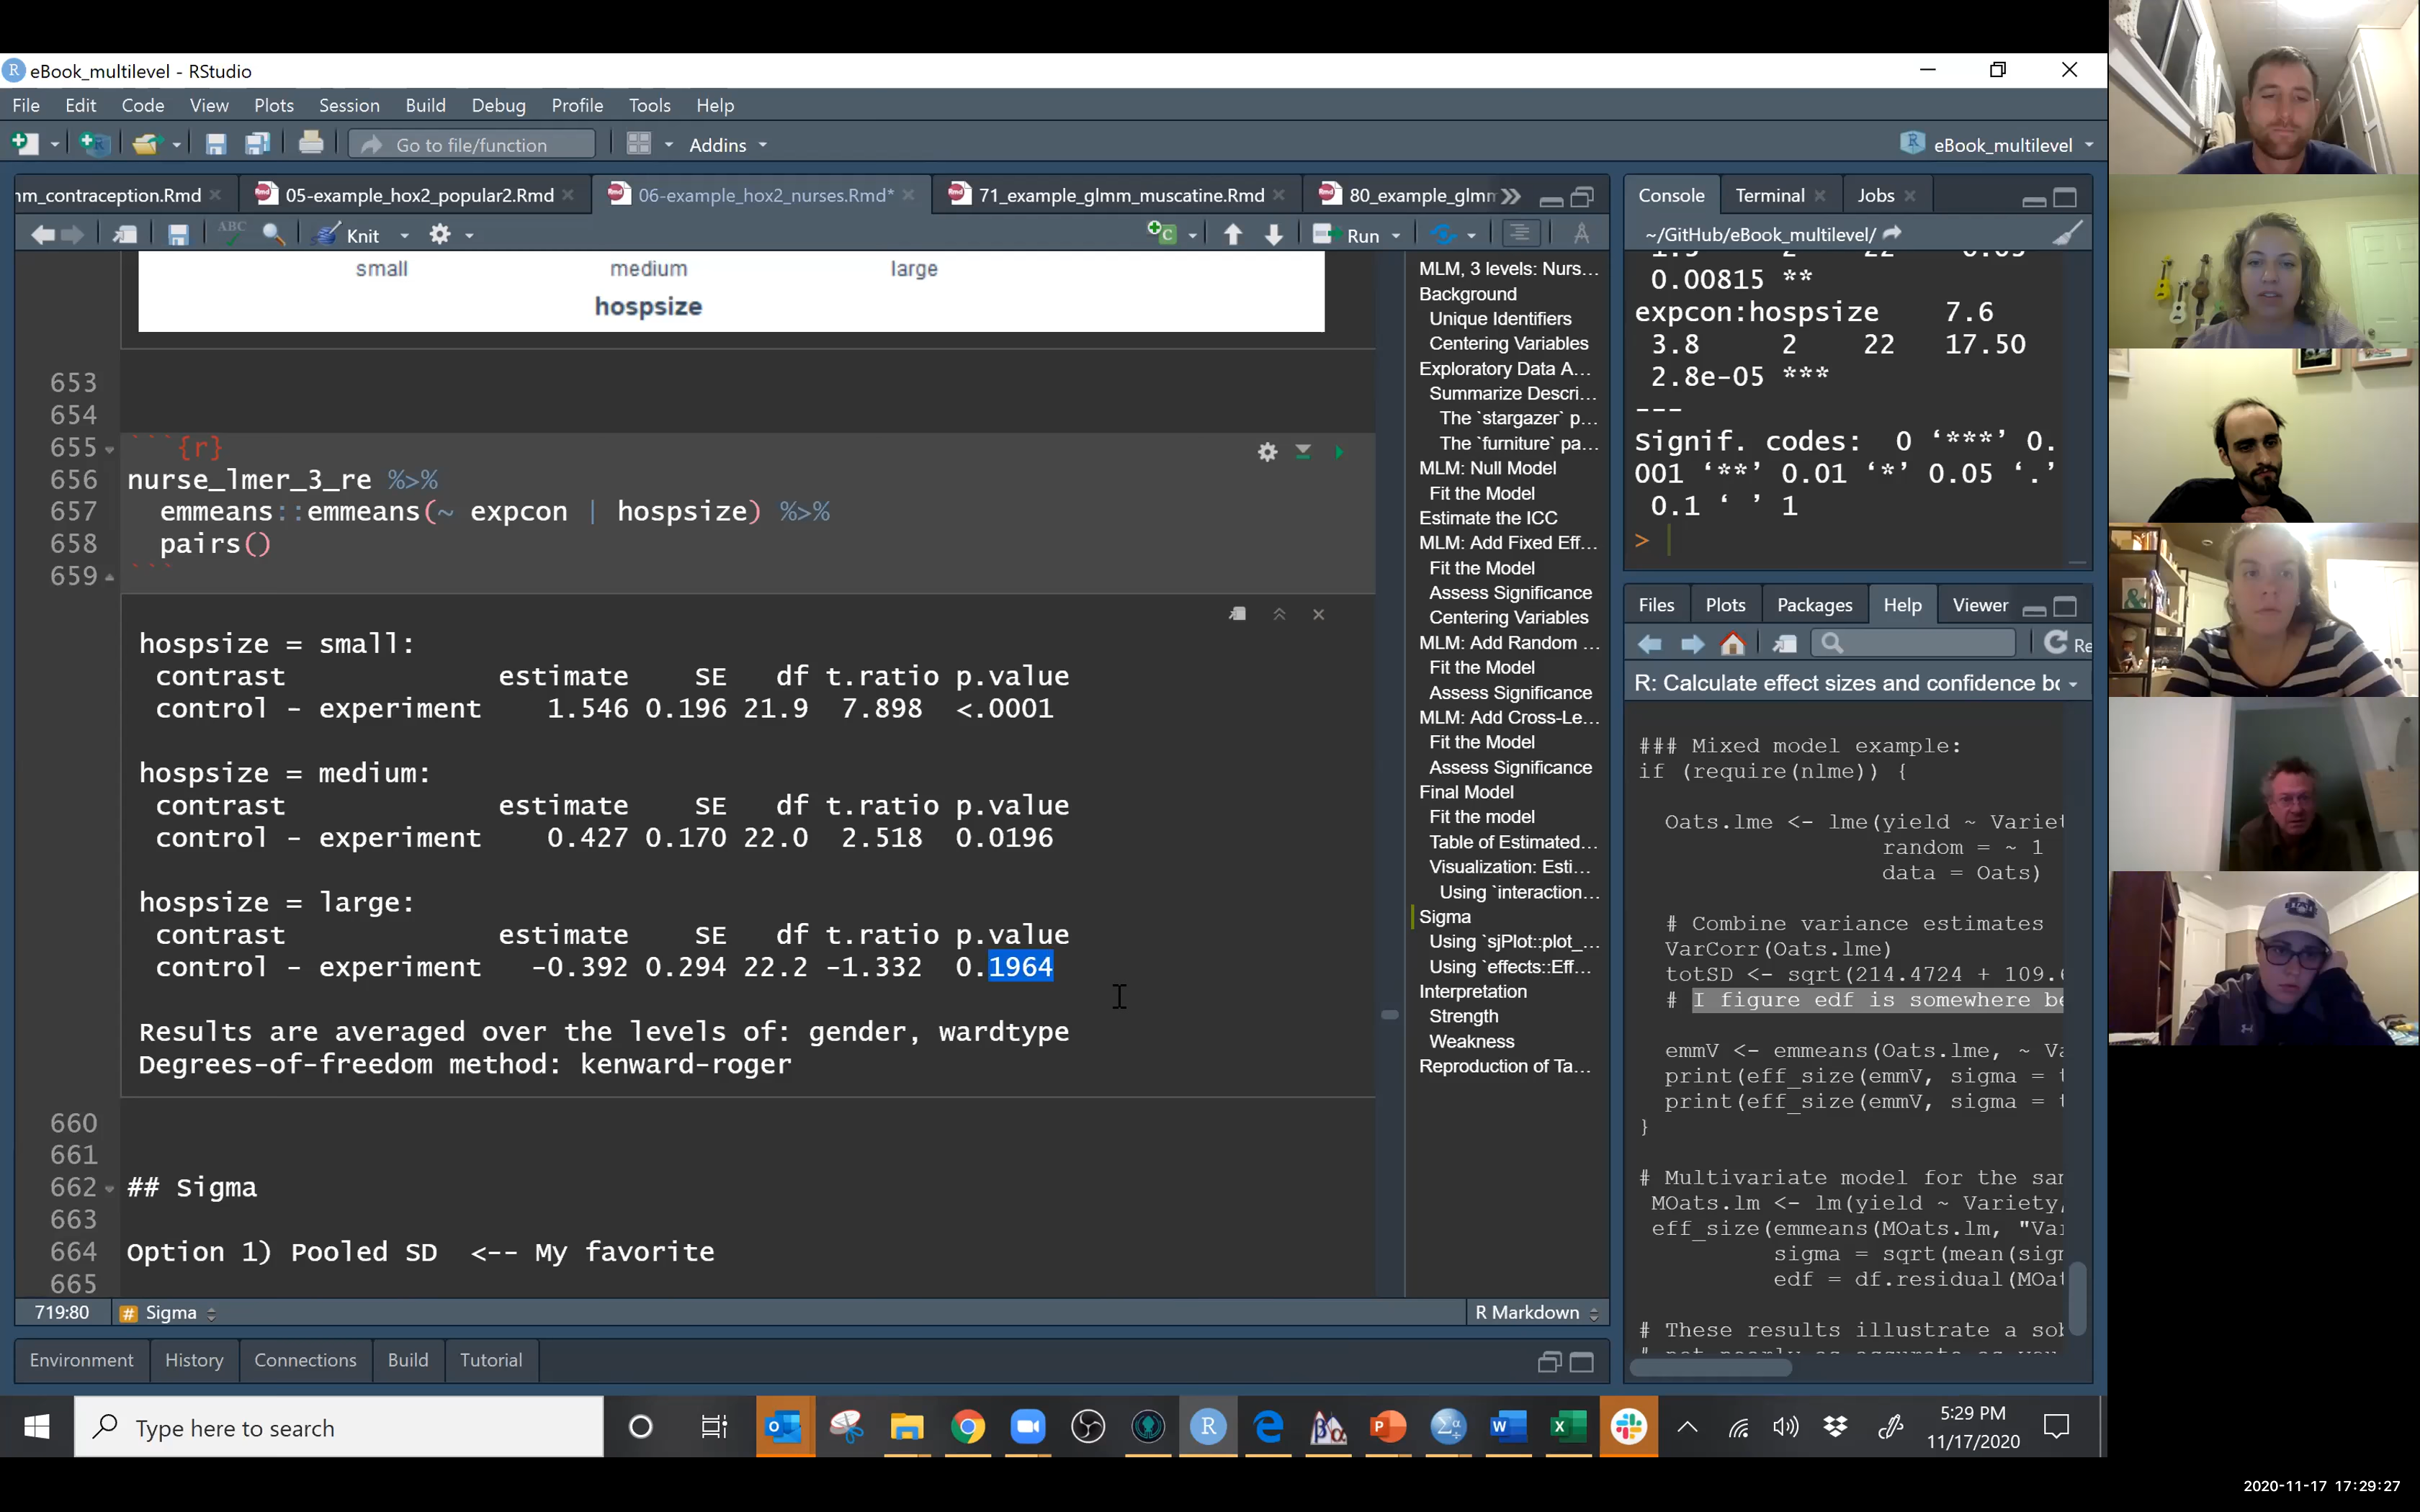 eBook_multilevel - RStudio
File Edit Code View Plots Session Build Debug Profile Tools Help
Go to file/function Addins eBook_multilevel
nm_contraception.Rmd 05-example_hox2_popular2.Rmd 06-example_hox2_nurses.Rmd* 71_example_glmm_muscatine.Rmd 80_example_glmm
ABC Knit Run
small medium large
hospsize
653
654
655 ```{r}
656 nurse_lmer_3_re %>%
657 emmeans::emmeans(~ expcon | hospsize) %>%
658 pairs()
659 ```
hospsize = small:
contrast estimate SE df t.ratio p.value
control - experiment 1.546 0.196 21.9 7.898 <.0001
hospsize = medium:
contrast estimate SE df t.ratio p.value
control - experiment 0.427 0.170 22.0 2.518 0.0196
hospsize = large:
contrast estimate SE df t.ratio p.value
control - experiment -0.392 0.294 22.2 -1.332 0.1964
Results are averaged over the levels of: gender, wardtype
Degrees-of-freedom method: kenward-roger
660
661
662 ## Sigma
663
664 Option 1) Pooled SD <-- My favorite
665
719:80 # Sigma R Markdown
Environment History Connections Build Tutorial
MLM, 3 levels: Nurs...
Background
Unique Identifiers
Centering Variables
Exploratory Data A...
Summarize Descri...
The `stargazer` p...
The `furniture` pa...
MLM: Null Model
Fit the Model
Estimate the ICC
MLM: Add Fixed Eff...
Fit the Model
Assess Significance
Centering Variables
MLM: Add Random ...
Fit the Model
Assess Significance
MLM: Add Cross-Le...
Fit the Model
Assess Significance
Final Model
Fit the model
Table of Estimated...
Visualization: Esti...
Using `interaction...
Sigma
Using `sjPlot::plot_...
Using `effects::Eff...
Interpretation
Strength
Weakness
Reproduction of Ta...
Console Terminal Jobs
~/GitHub/eBook_multilevel/
0.00815 **
expcon:hospsize 7.6
3.8 2 22 17.50
2.8e-05 ***
---
Signif. codes: 0 ‘***’ 0.
001 ‘**’ 0.01 ‘*’ 0.05 ‘.’
0.1 ‘ ’ 1
>
Files Plots Packages Help Viewer
Re
R: Calculate effect sizes and confidence bo
### Mixed model example:
if (require(nlme)) {
Oats.lme <- lme(yield ~ Variet
random = ~ 1
data = Oats)
# Combine variance estimates
VarCorr(Oats.lme)
totSD <- sqrt(214.4724 + 109.6
# I figure edf is somewhere be
emmV <- emmeans(Oats.lme, ~ Va
print(eff_size(emmV, sigma = t
print(eff_size(emmV, sigma = t
}
# Multivariate model for the sam
MOats.lm <- lm(yield ~ Variety,
eff_size(emmeans(MOats.lm, "Var
sigma = sqrt(mean(sigm
edf = df.residual(MOat
# These results illustrate a sob
Type here to search
5:29 PM
11/17/2020
2020-11-17 17:29:27